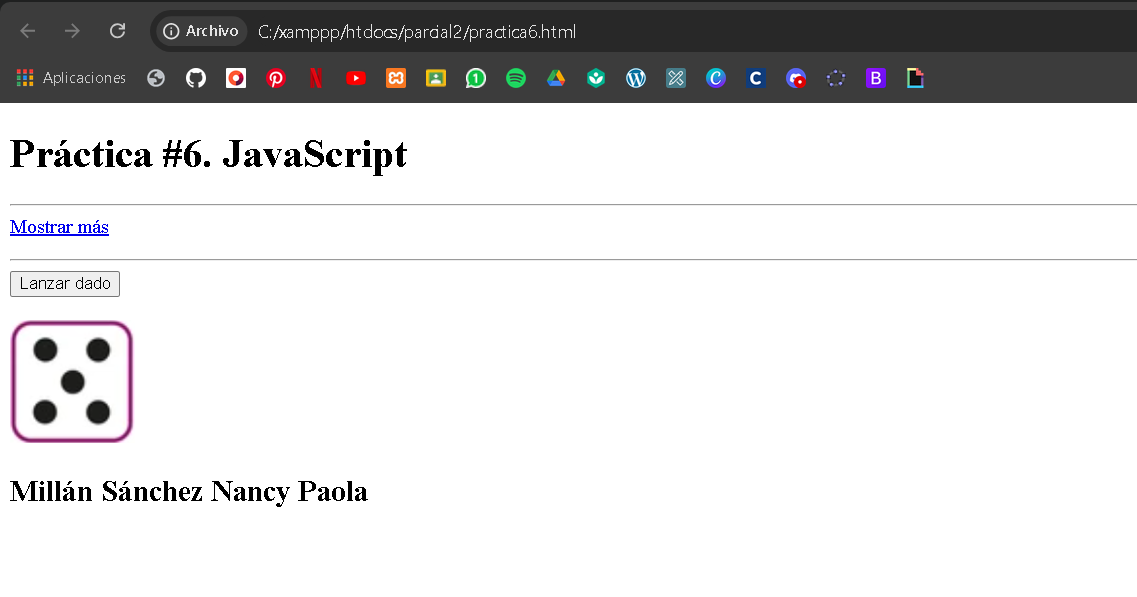 Archivo C:/xamppp/htdocs/parcial2/practica6.html
Aplicaciones
Práctica #6. JavaScript
Mostrar más
Lanzar dado
Millán Sánchez Nancy Paola